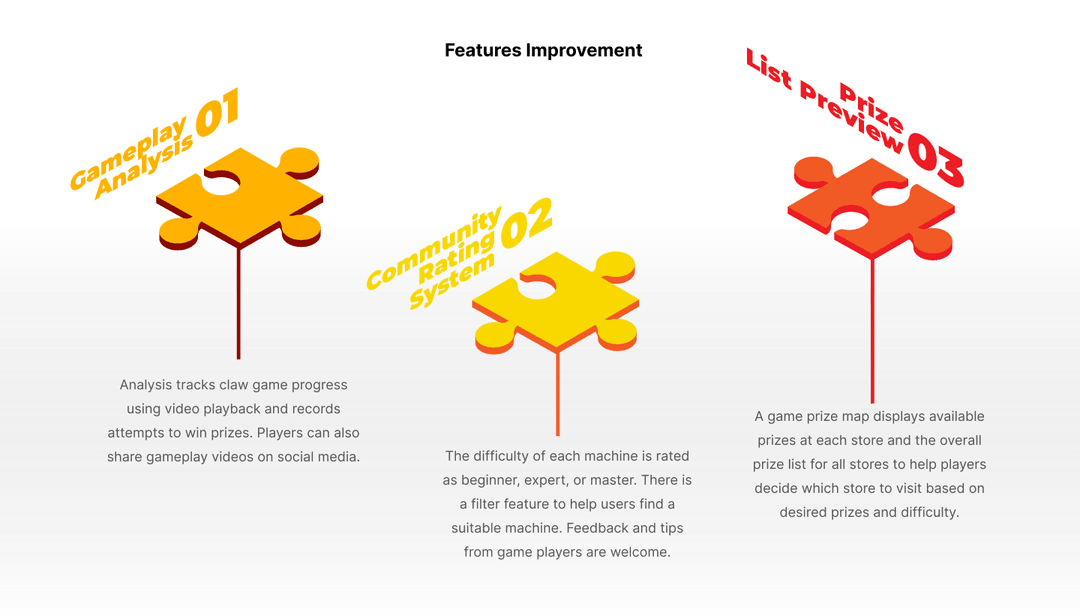 Features Improvement
Gameplay
Analysis
01
Analysis tracks claw game progress
using video playback and records
attempts to win prizes. Players can also
share gameplay videos on social media.
Community
Rating
System
02
The difficulty of each machine is rated
as beginner, expert, or master. There is
a filter feature to help users find a
suitable machine. Feedback and tips
from game players are welcome.
Prize
List Preview
03
A game prize map displays available
prizes at each store and the overall
prize list for all stores to help players
decide which store to visit based on
desired prizes and difficulty.